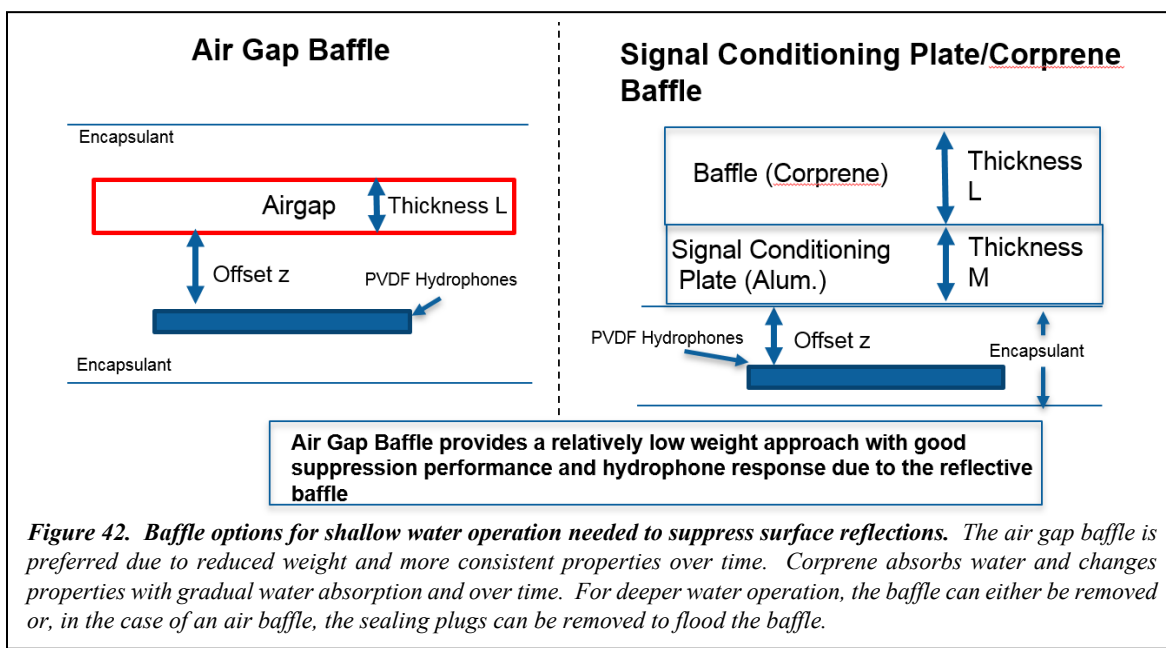 Air Gap Baffle
Encapsulant
Airgap
Thickness L
Offset z
PVDF Hydrophones
Encapsulant
Signal Conditioning Plate/Corprene
Baffle
Baffle (Corprene)
Thickness
L
Signal Conditioning
Plate (Alum.)
Thickness
M
PVDF Hydrophones
Offset z
Encapsulant
Air Gap Baffle provides a relatively low weight approach with good
suppression performance and hydrophone response due to the reflective
baffle
Figure 42. Baffle options for shallow water operation needed to suppress surface reflections. The air gap baffle is
preferred due to reduced weight and more consistent properties over time. Corprene absorbs water and changes
properties with gradual water absorption and over time. For deeper water operation, the baffle can either be removed
or, in the case of an air baffle, the sealing plugs can be removed to flood the baffle.